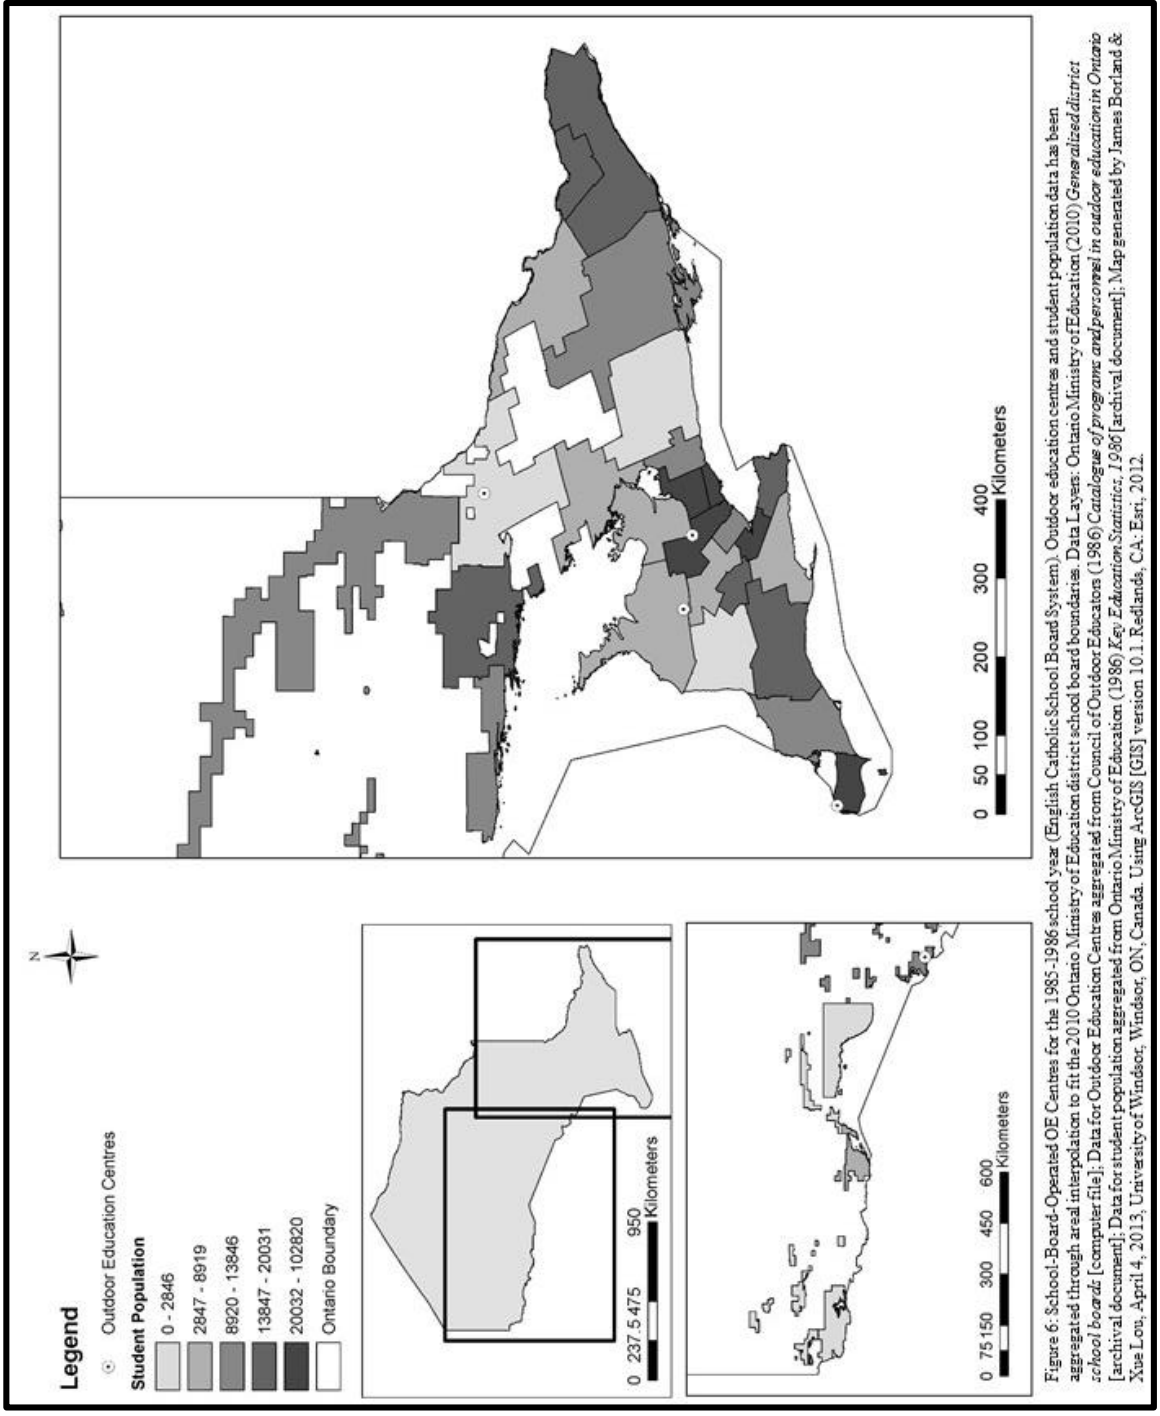 N
Legend
Outdoor Education Centres
Student Population
0 - 2846
2847 - 8919
8920 - 13846
13847 - 20031
20032 - 102820
Ontario Boundary
0 237.5 475 950
Kilometers
0 75 150 300 450 600
Kilometers
0 50 100 200 300 400
Kilometers
Figure 6: School-Board-Operated OE Centres for the 1985-1986 school year (English Catholic School Board System). Outdoor education centres and student population data has been
aggregated through areal interpolation to fit the 2010 Ontario Ministry of Education district school board boundaries. Data Layers: Ontario Ministry of Education (2010) Generalized district
school boards [computer file]; Data for Outdoor Education Centres aggregated from Council of Outdoor Educators (1986) Catalogue of programs and personnel in outdoor education in Ontario
[archival document]; Data for student population aggregated from Ontario Ministry of Education (1986) Key Education Statistics, 1986 [archival document]; Map generated by James Borland &
Xue Lou, April 4, 2013, University of Windsor, Windsor, ON, Canada. Using ArcGIS [GIS] version 10.1. Redlands, CA: Esri, 2012.